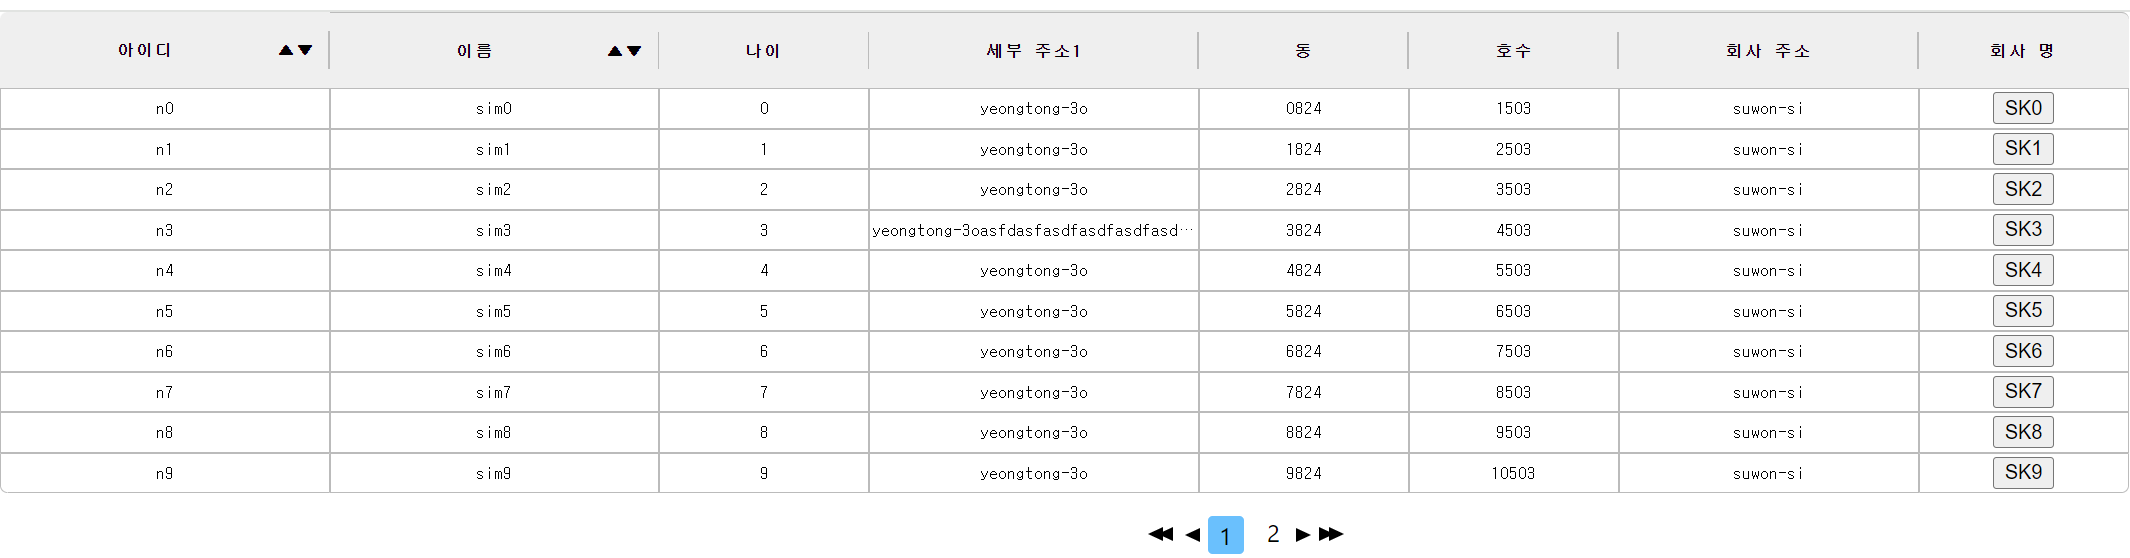 아이디 ▲▼ 이름 ▲▼ 나이 세부 주소1 동 호수 회사 주소 회사 명
n0 sim0 0 yeongtong-3o 0824 1503 suwon-si SK0
n1 sim1 1 yeongtong-3o 1824 2503 suwon-si SK1
n2 sim2 2 yeongtong-3o 2824 3503 suwon-si SK2
n3 sim3 3 yeongtong-3oasfdasfasdfasdfasdfasd… 3824 4503 suwon-si SK3
n4 sim4 4 yeongtong-3o 4824 5503 suwon-si SK4
n5 sim5 5 yeongtong-3o 5824 6503 suwon-si SK5
n6 sim6 6 yeongtong-3o 6824 7503 suwon-si SK6
n7 sim7 7 yeongtong-3o 7824 8503 suwon-si SK7
n8 sim8 8 yeongtong-3o 8824 9503 suwon-si SK8
n9 sim9 9 yeongtong-3o 9824 10503 suwon-si SK9
1 2